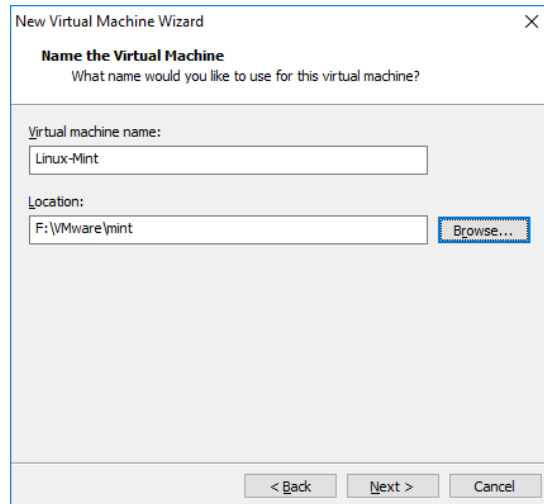 New Virtual Machine Wizard
Name the Virtual Machine
What name would you like to use for this virtual machine?
Virtual machine name:
Linux-Mint
Location:
F:\VMware\mint
Browse...
< Back
Next >
Cancel